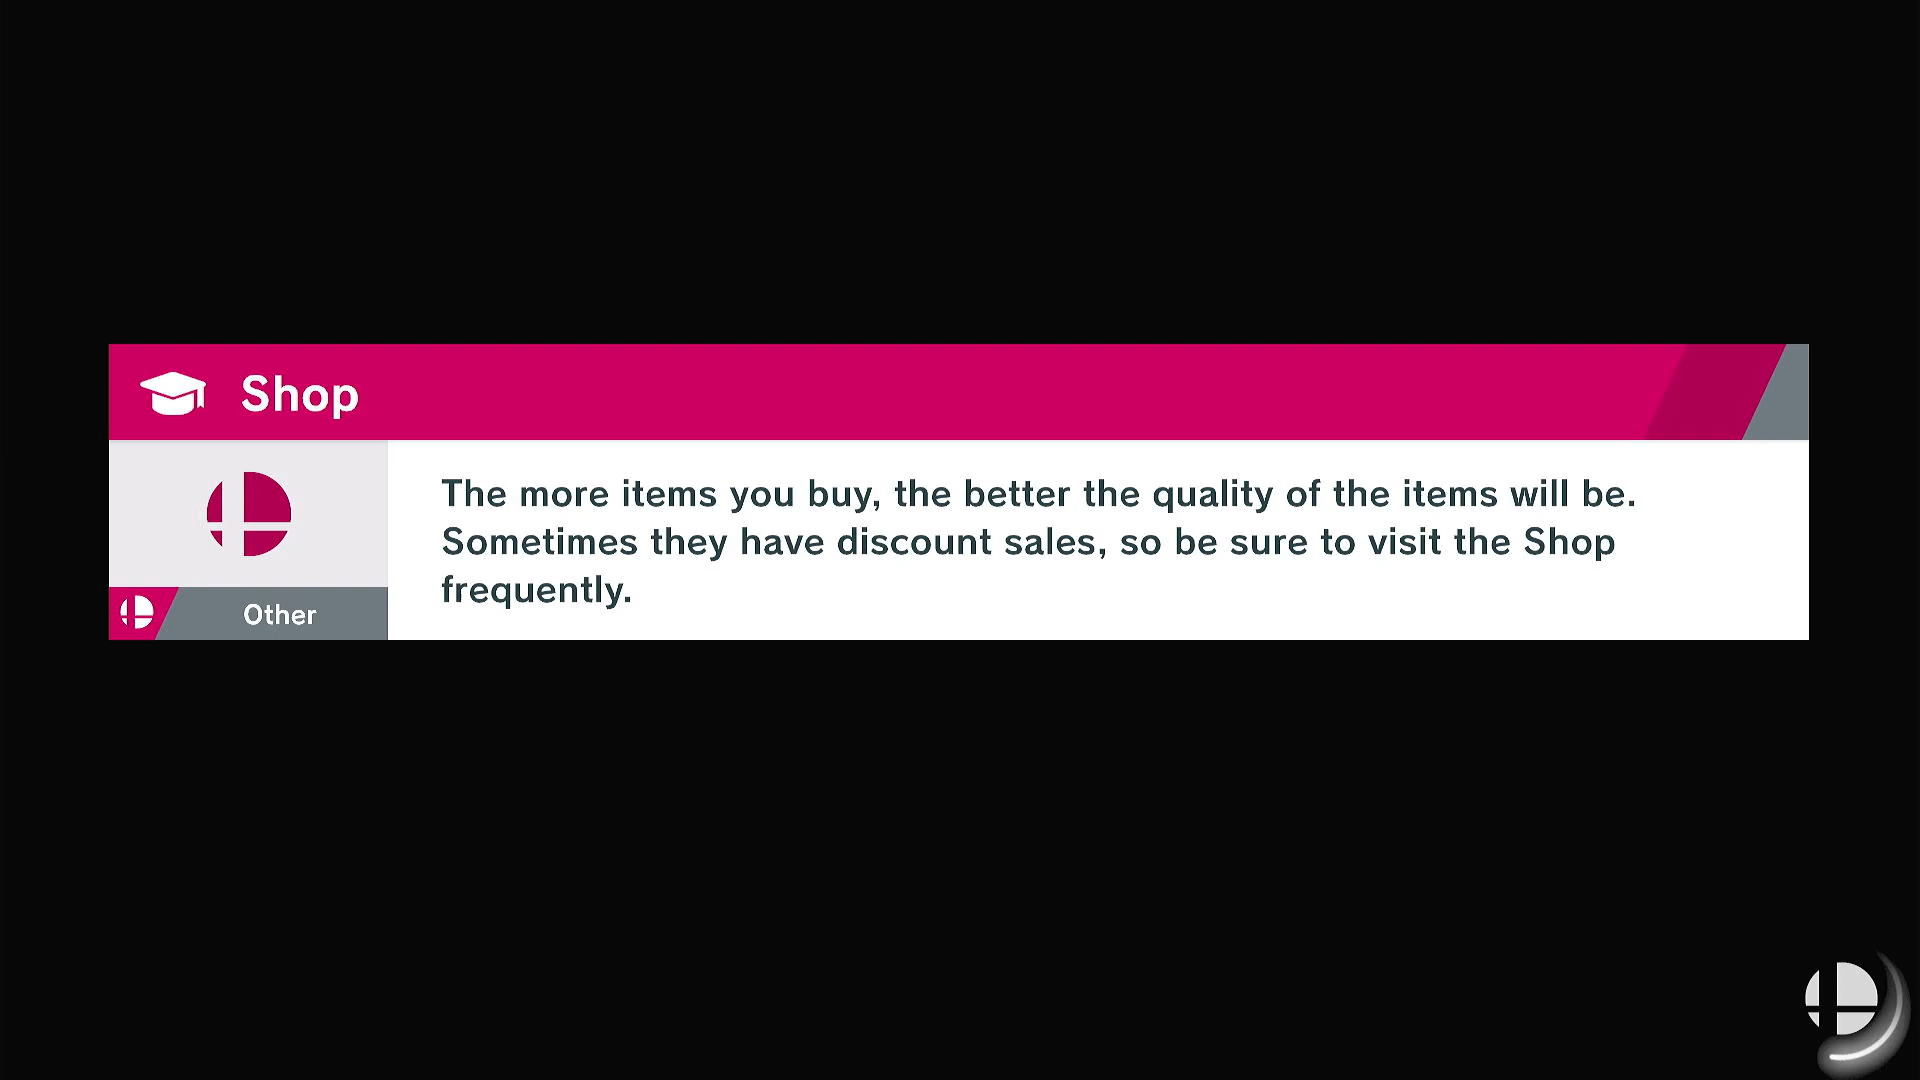 Shop
The more items you buy, the better the quality of the items will be.
Sometimes they have discount sales, so be sure to visit the Shop
frequently.
Other